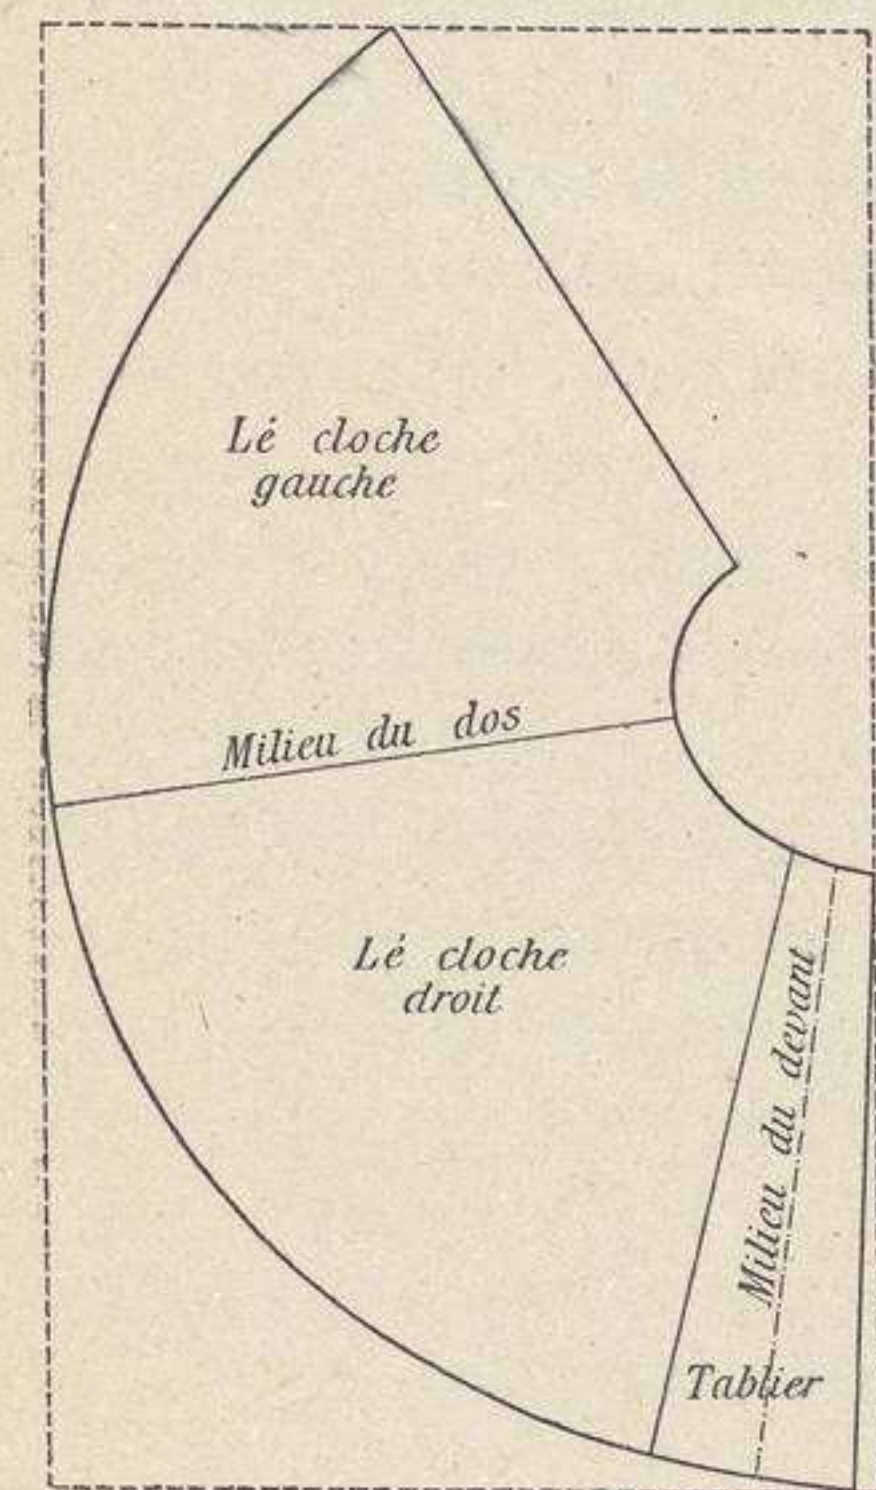 Lé cloche
gauche
Milieu du dos
Lé cloche
droit
Milieu du devant
Tablier